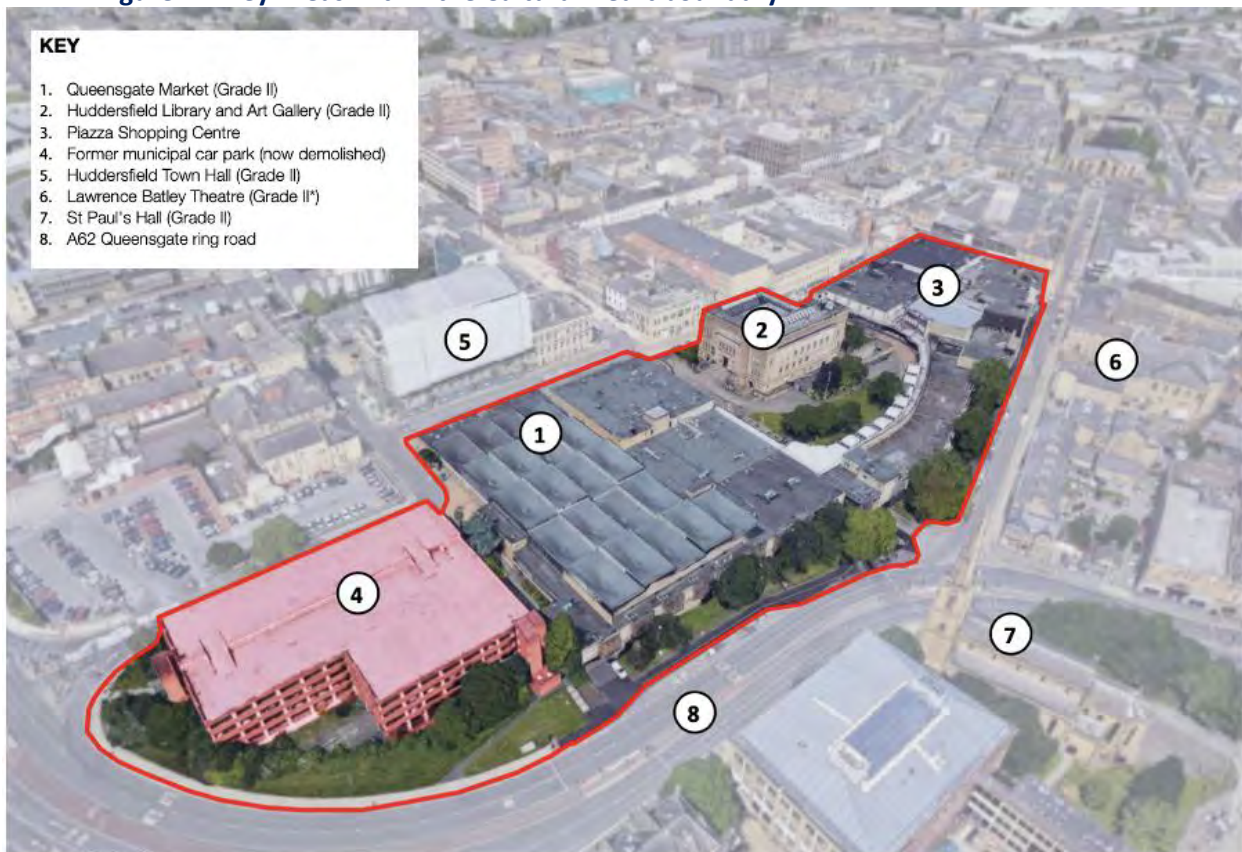 KEY
1. Queensgate Market (Grade II)
2. Huddersfield Library and Art Gallery (Grade II)
3. Piazza Shopping Centre
4. Former municipal car park (now demolished)
5. Huddersfield Town Hall (Grade II)
6. Lawrence Batley Theatre (Grade II*)
7. St Paul's Hall (Grade II)
8. A62 Queensgate ring road
3
2
5
6
1
4
7
8